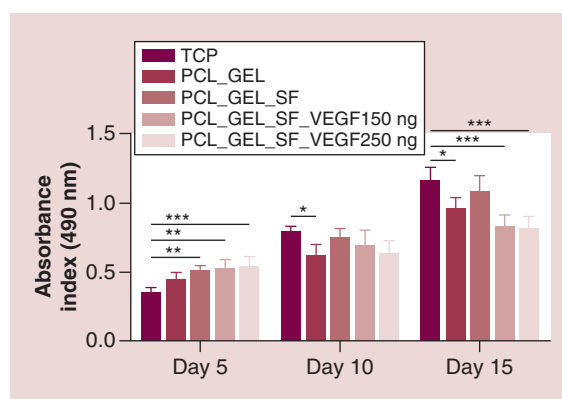 TCP
PCL_GEL
PCL_GEL_SF
PCL_GEL_SF_VEGF150 ng
PCL_GEL_SF_VEGF250 ng
Absorbance
index (490 nm)
1.5
1.0
0.5
0.0
***
**
**
*
***
***
*
Day 5
Day 10
Day 15